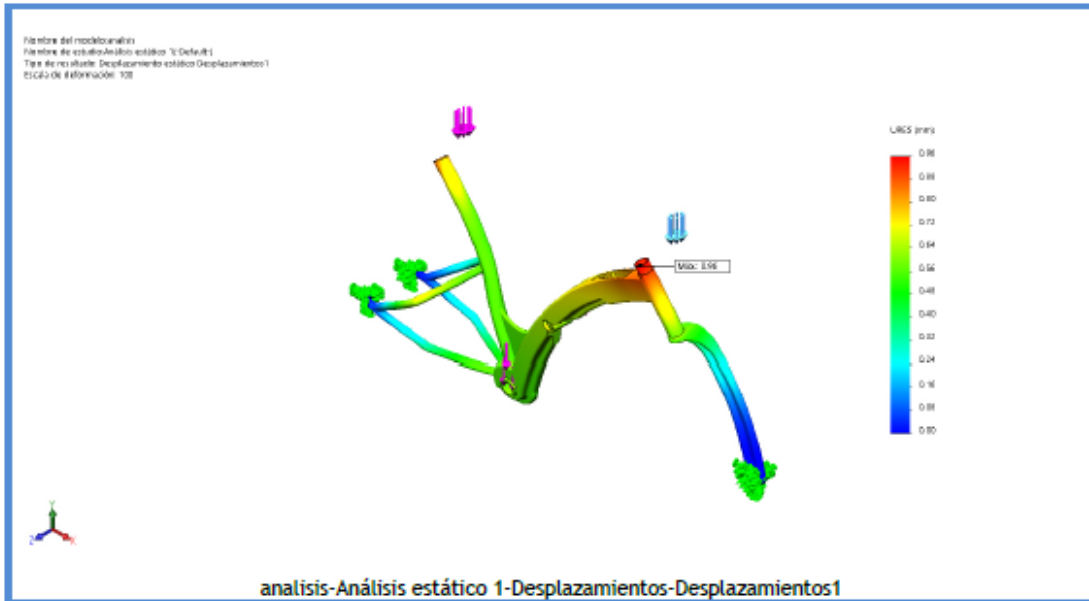 Nombre del modelo:analisis
Nombre de estudio:Análisis estático 1(-Default-)
Tipo de resultado: Desplazamiento estático Desplazamientos1
Escala de deformación: 100
URES (mm)
0.96
0.88
0.80
0.72
0.64
0.56
0.48
0.40
0.32
0.24
0.16
0.08
0.00
Máx.: 0.96
Y
Z
X
analisis-Análisis estático 1-Desplazamientos-Desplazamientos1